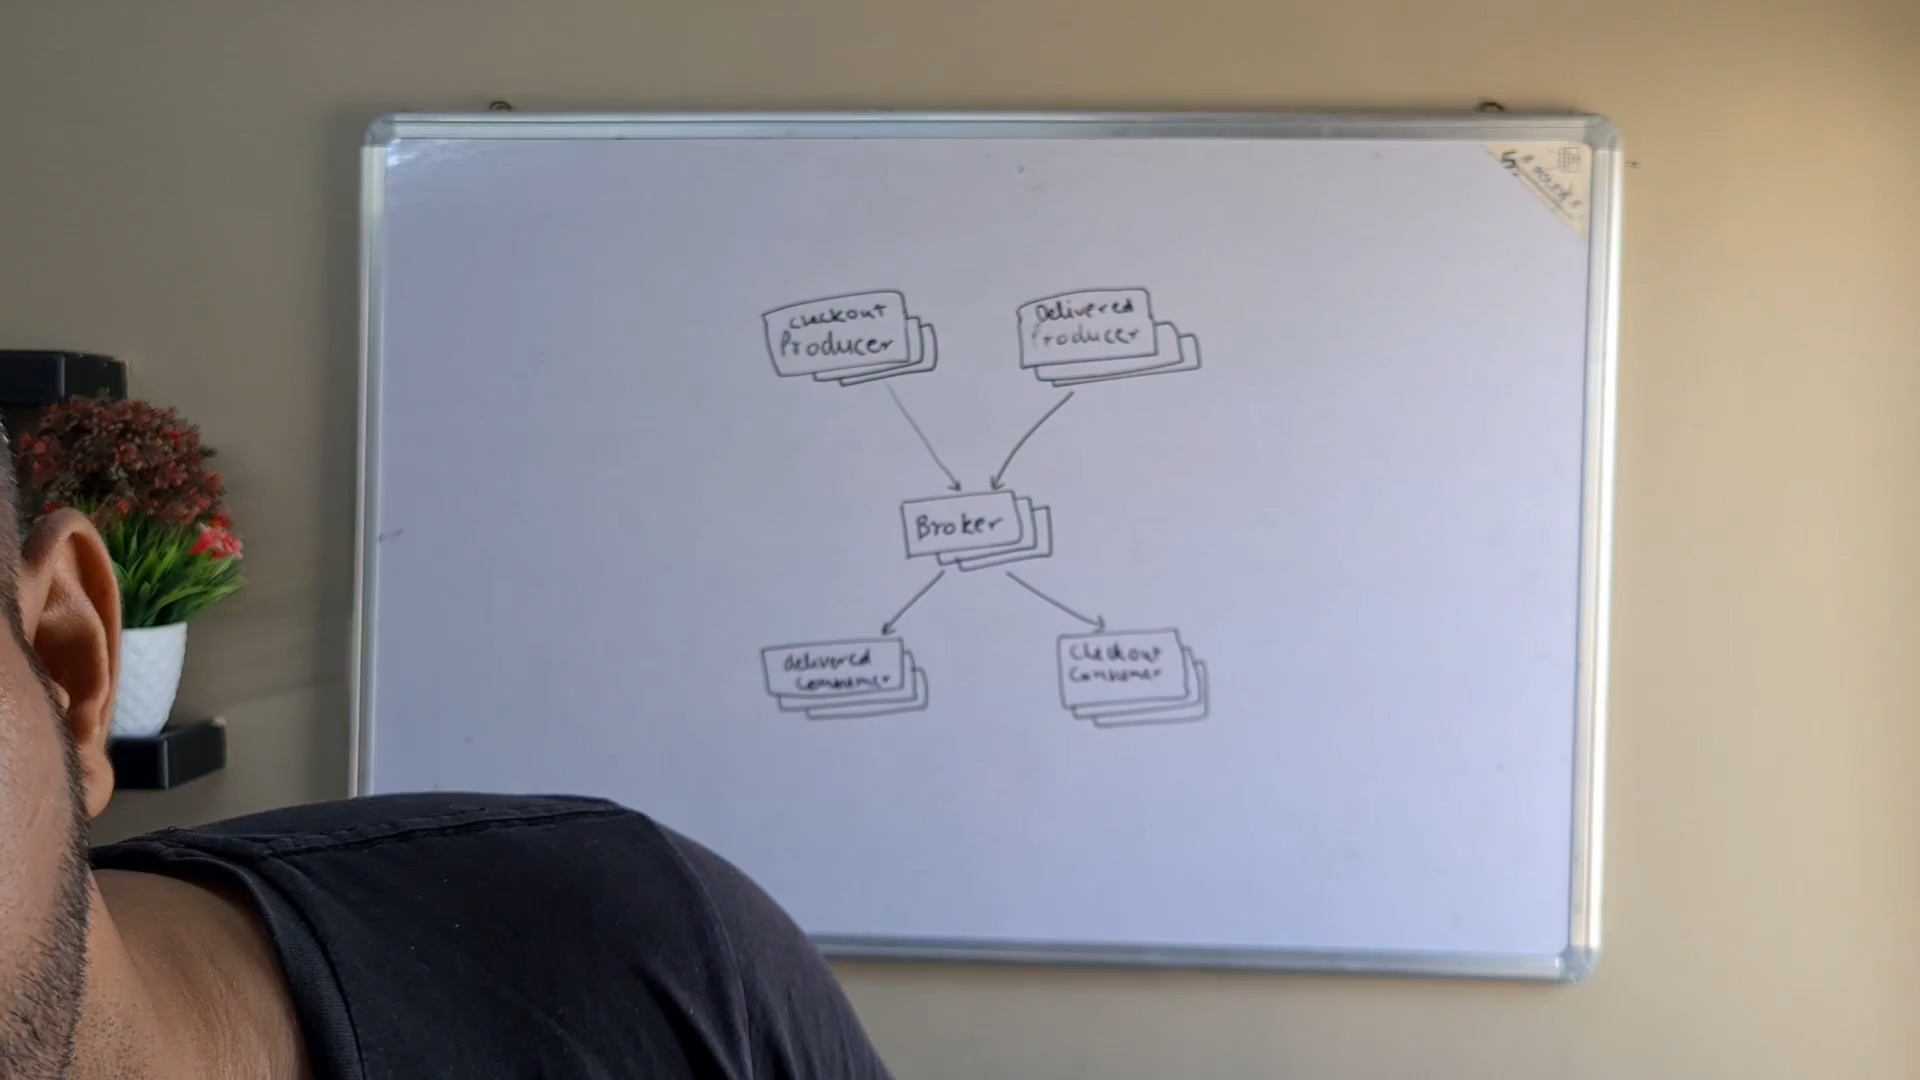 checkout
Producer
Delivered
Producer
Broker
delivered
consumer
checkout
Consumer